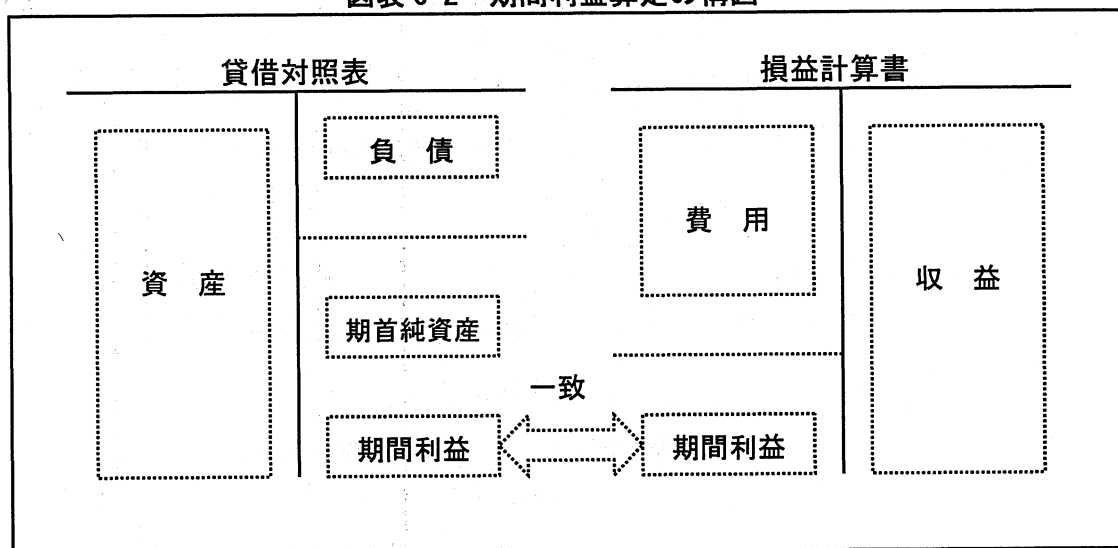 貸借対照表
損益計算書
資産
負債
期首純資産
期間利益
一致
費用
期間利益
収益